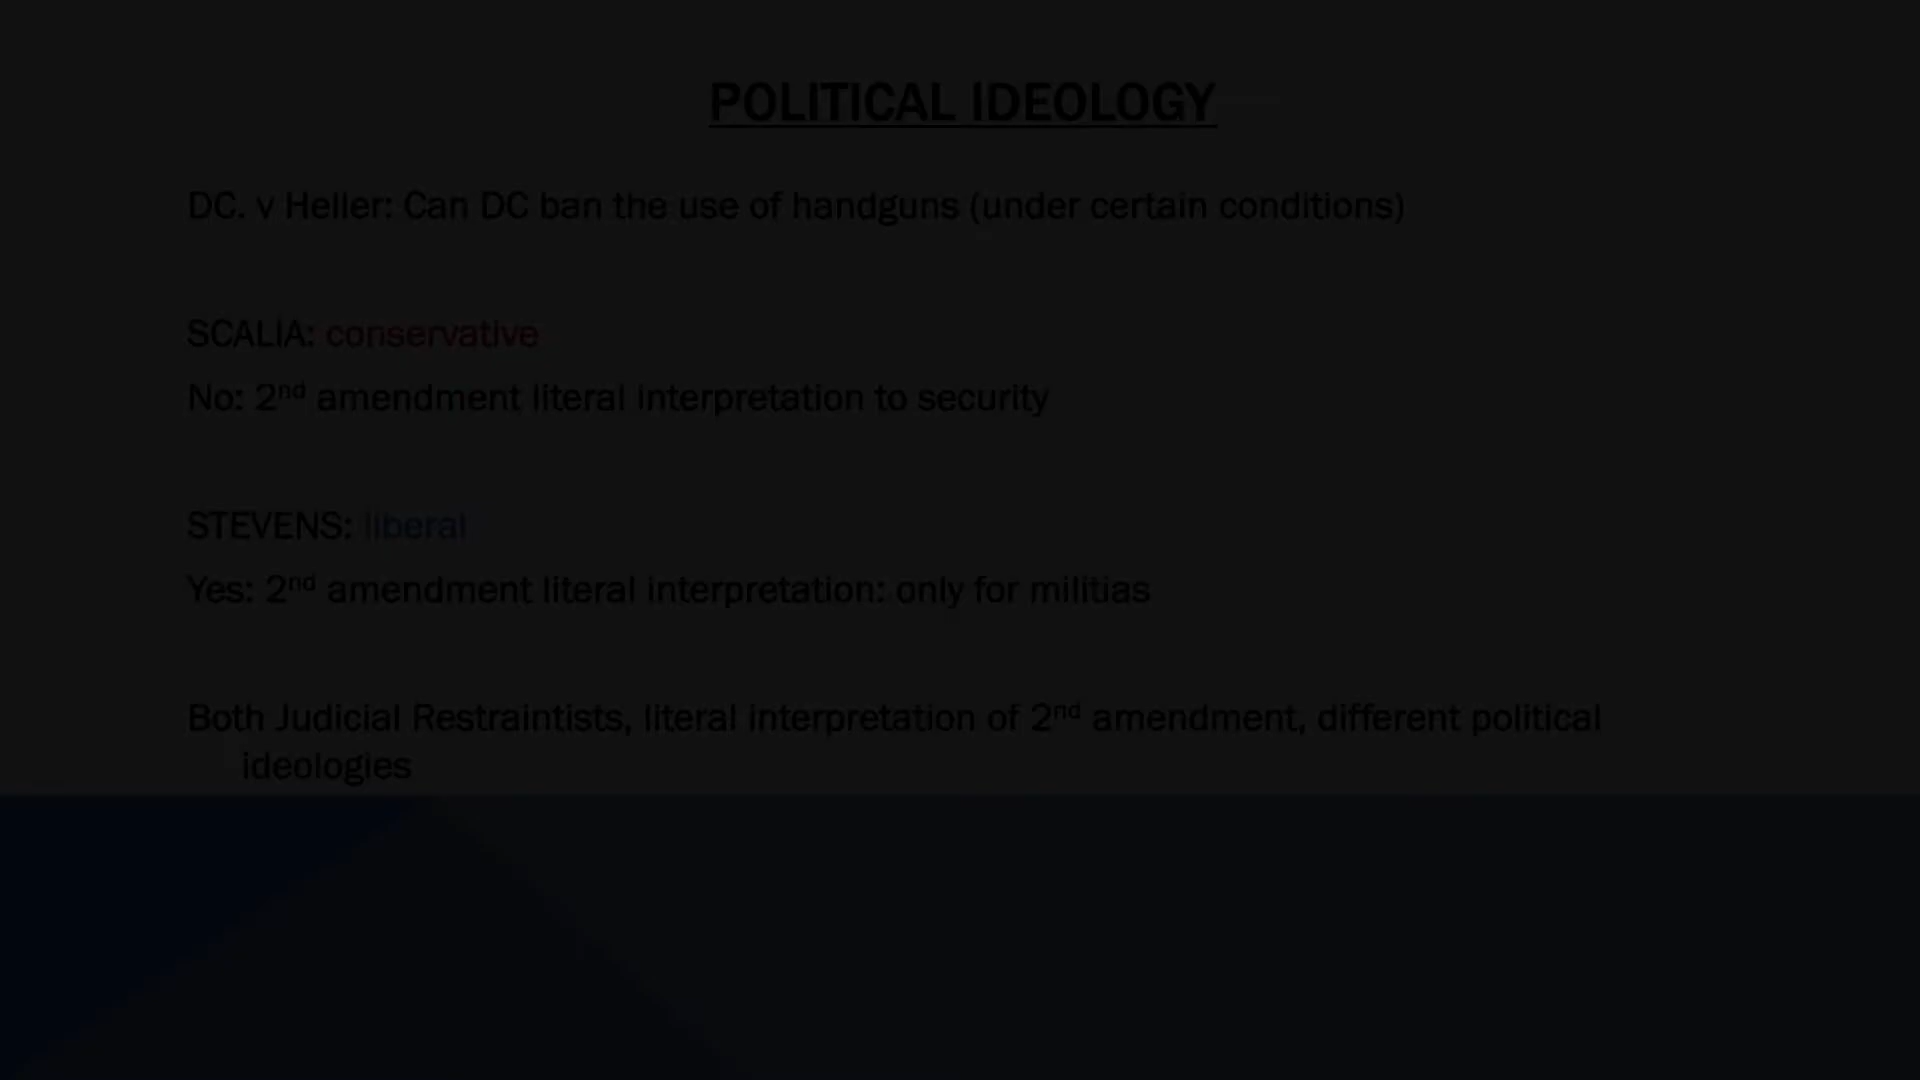 POLITICAL IDEOLOGY
DC. v Heller: Can DC ban the use of handguns (under certain conditions)
SCALIA: conservative
No: 2nd amendment literal interpretation to security
STEVENS: liberal
Yes: 2nd amendment literal interpretation: only for militias
Both Judicial Restraintists, literal interpretation of 2nd amendment, different political
ideologies